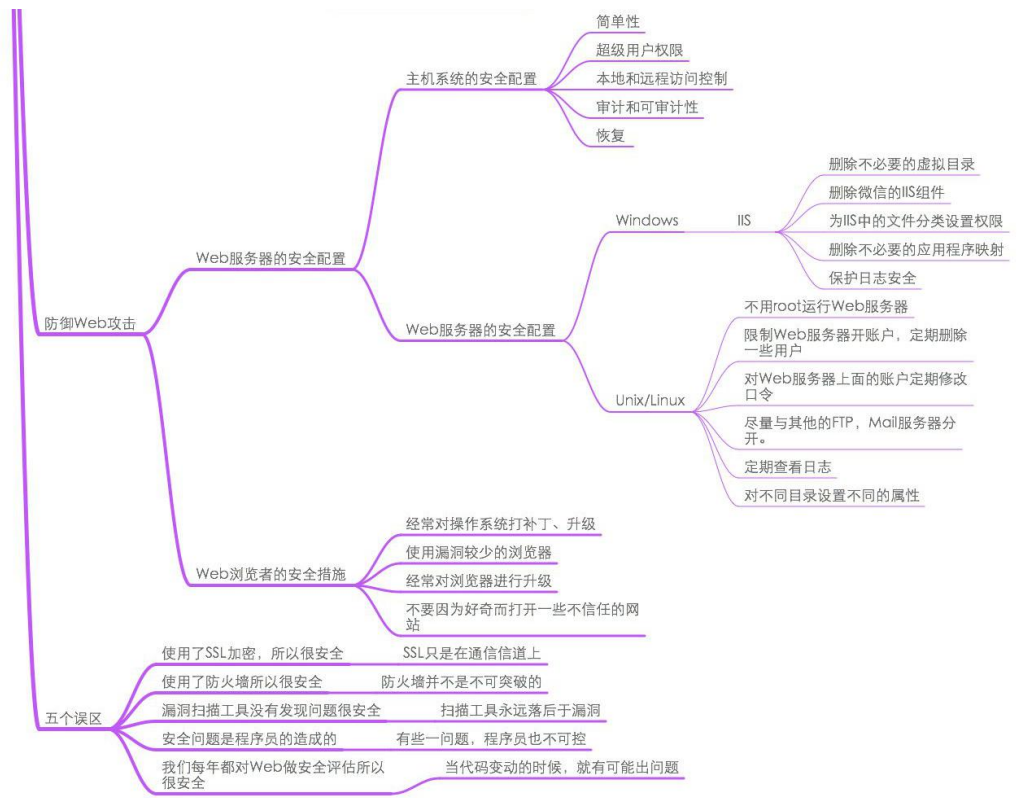 简单性
超级用户权限
主机系统的安全配置
本地和远程访问控制
审计和可审计性
恢复
删除不必要的虚拟目录
删除微信的IIS组件
Windows
IIS
为IIS中的文件分类设置权限
删除不必要的应用程序映射
保护日志安全
Web服务器的安全配置
防御Web攻击
Web服务器的安全配置
不用root运行Web服务器
限制Web服务器开账户，定期删除
一些用户
对Web服务器上面的账户定期修改
口令
Unix/Linux
尽量与其他的FTP，Mail服务器分
开。
定期查看日志
对不同目录设置不同的属性
经常对操作系统打补丁、升级
使用漏洞较少的浏览器
Web浏览者的安全措施
经常对浏览器进行升级
不要因为好奇而打开一些不信任的网
站
使用了SSL加密，所以很安全
SSL只是在通信信道上
使用了防火墙所以很安全
防火墙并不是不可突破的
五个误区
漏洞扫描工具没有发现问题很安全
扫描工具永远落后于漏洞
安全问题是程序员的造成的
有些一问题，程序员也不可控
我们每年都对Web做安全评估所以
很安全
当代码变动的时候，就有可能出问题